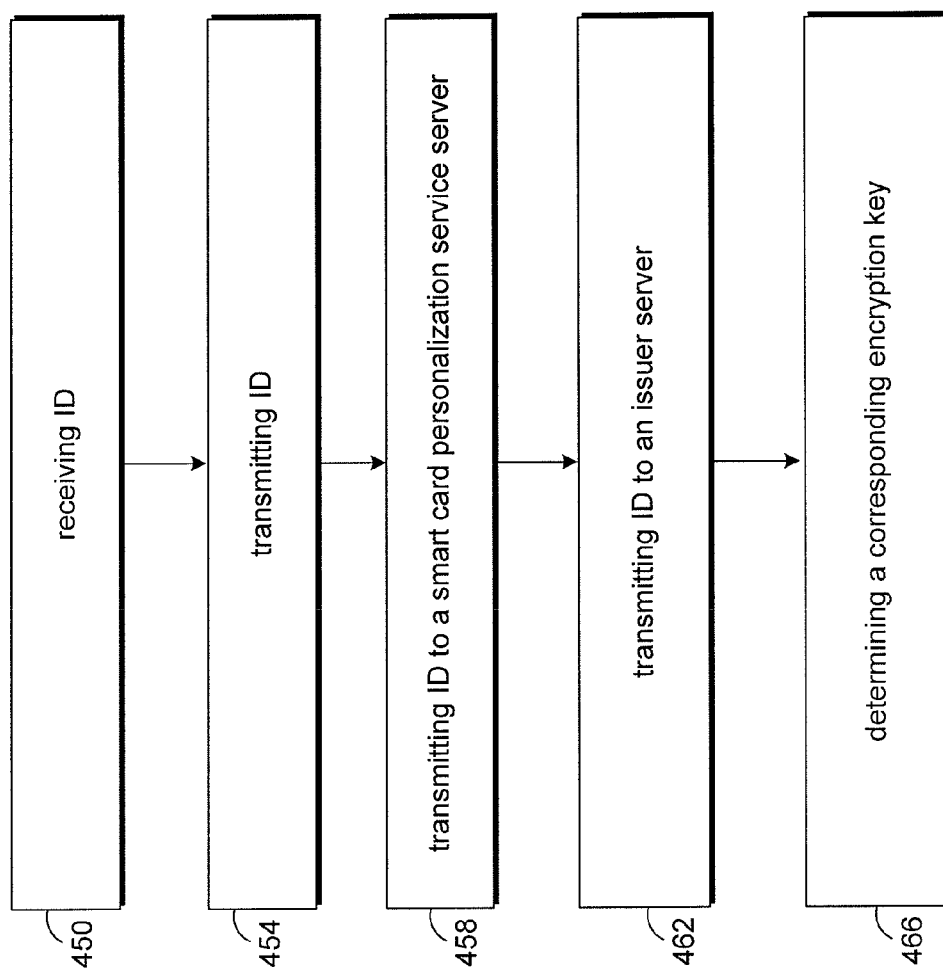 receiving ID
450
transmitting ID
454
transmitting ID to a smart card personalization service server
458
transmitting ID to an issuer server
462
determining a corresponding encryption key
466